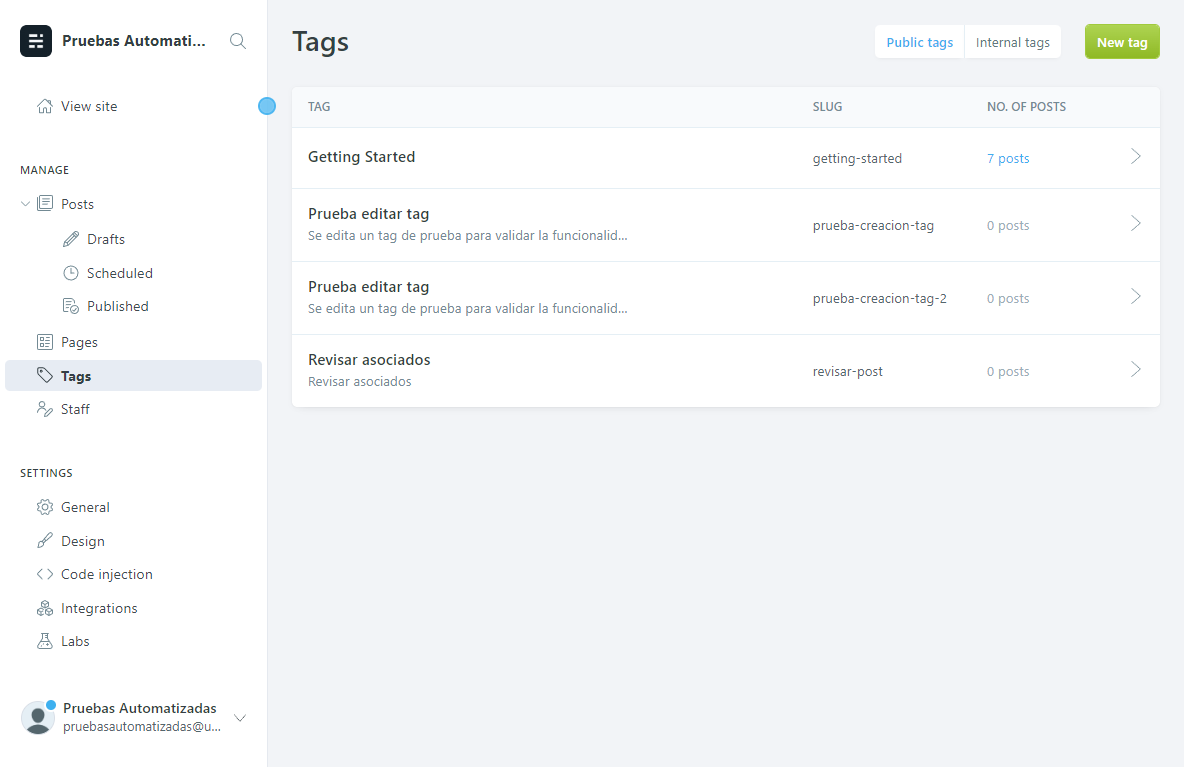 Pruebas Automati...
View site
MANAGE
Posts
Drafts
Scheduled
Published
Pages
Tags
Staff
SETTINGS
General
Design
Code injection
Integrations
Labs
Pruebas Automatizadas
pruebasautomatizadas@u...
Tags
Public tags Internal tags New tag
TAG SLUG NO. OF POSTS
Getting Started getting-started 7 posts
Prueba editar tag
Se edita un tag de prueba para validar la funcionalid... prueba-creacion-tag 0 posts
Prueba editar tag
Se edita un tag de prueba para validar la funcionalid... prueba-creacion-tag-2 0 posts
Revisar asociados
Revisar asociados revisar-post 0 posts